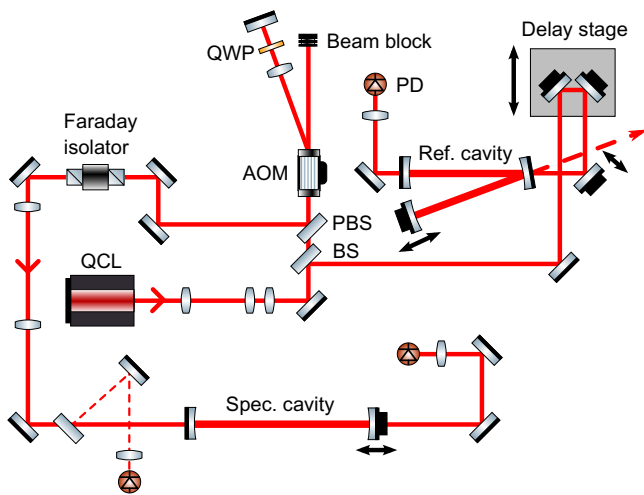 Delay stage
QWP
Beam block
PD
Faraday
isolator
AOM
Ref. cavity
PBS
BS
QCL
Spec. cavity